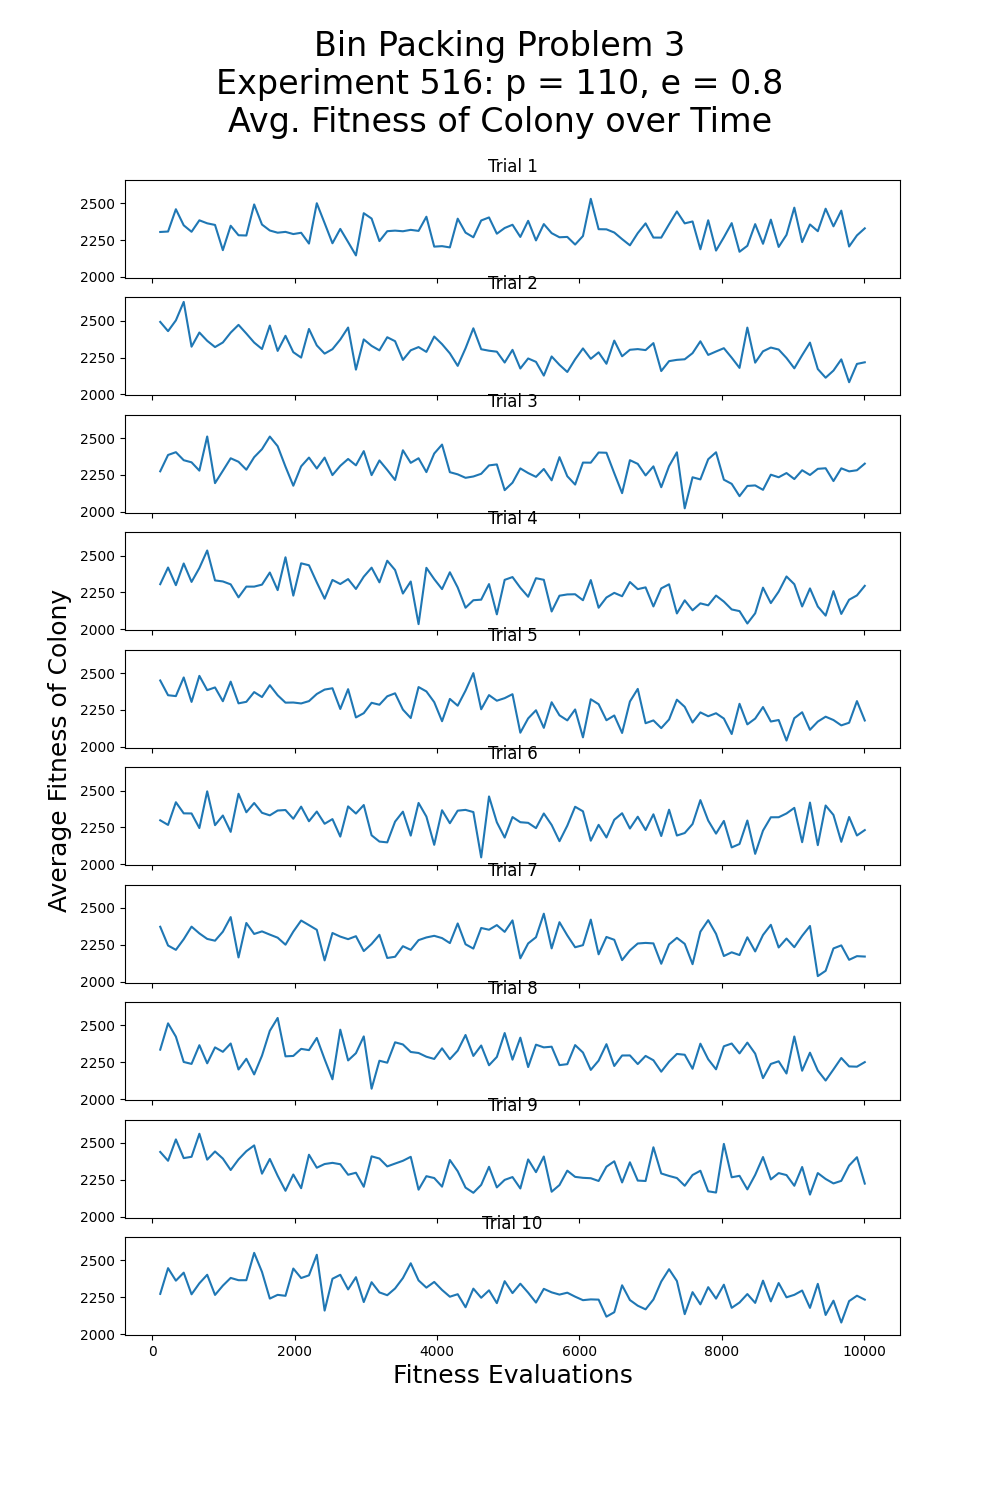 Bin Packing Problem 3
Experiment 516: p = 110, e = 0.8
Avg. Fitness of Colony over Time
Trial 1
2500
2250
2000
Trial 2
2500
2250
2000
Trial 3
2500
2250
2000
Trial 4
2500
2250
2000
Trial 5
2500
2250
2000
Trial 6
2500
2250
2000
Trial 7
2500
2250
2000
Trial 8
2500
2250
2000
Trial 9
2500
2250
2000
Trial 10
2500
2250
2000
0 2000 4000 6000 8000 10000
Fitness Evaluations
Average Fitness of Colony